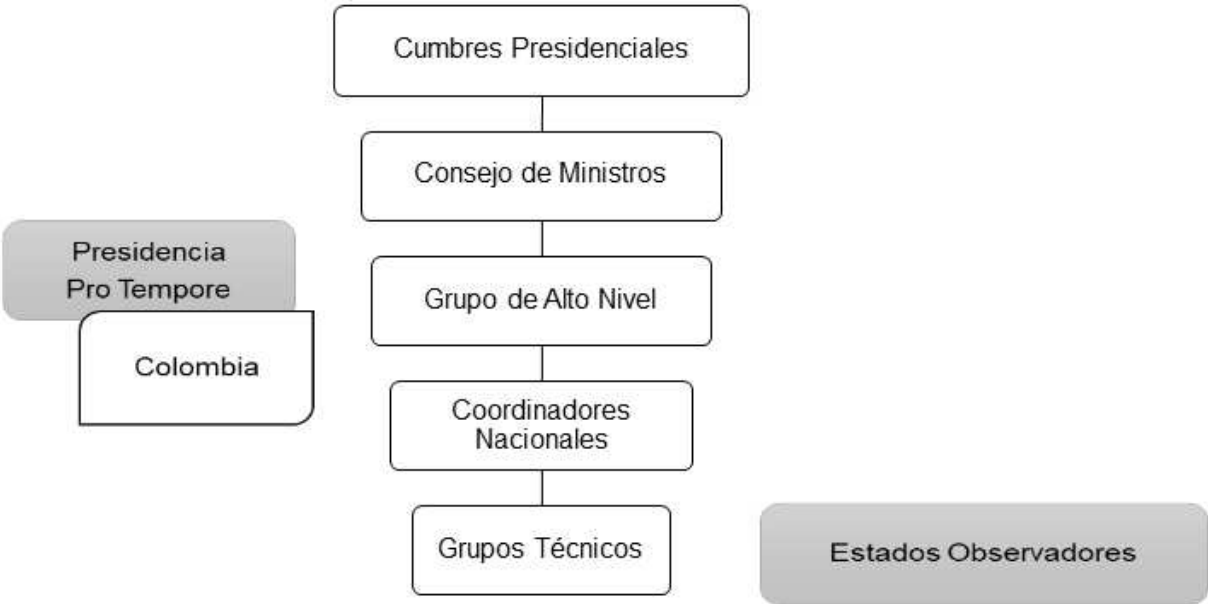 Cumbres Presidenciales
Consejo de Ministros
Presidencia
Pro Tempore
Grupo de Alto Nivel
Colombia
Coordinadores
Nacionales
Grupos Técnicos
Estados Observadores